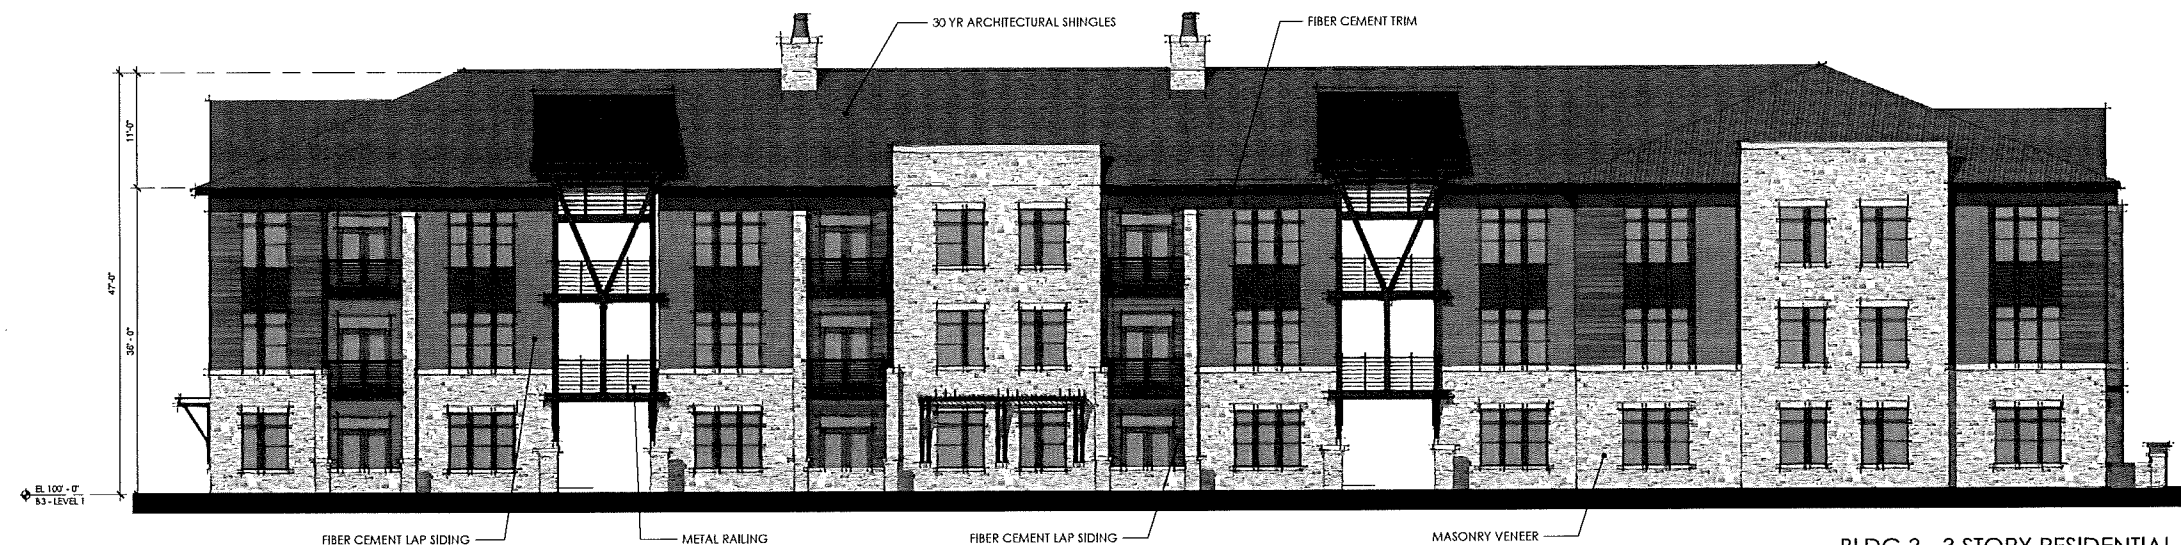 30 YR ARCHITECTURAL SHINGLES
FIBER CEMENT TRIM
11'-0"
47'-0"
36'-0"
EL 100'-0"
B3 - LEVEL 1
FIBER CEMENT LAP SIDING
METAL RAILING
FIBER CEMENT LAP SIDING
MASONRY VENEER
3 STORY RESIDENTIAL